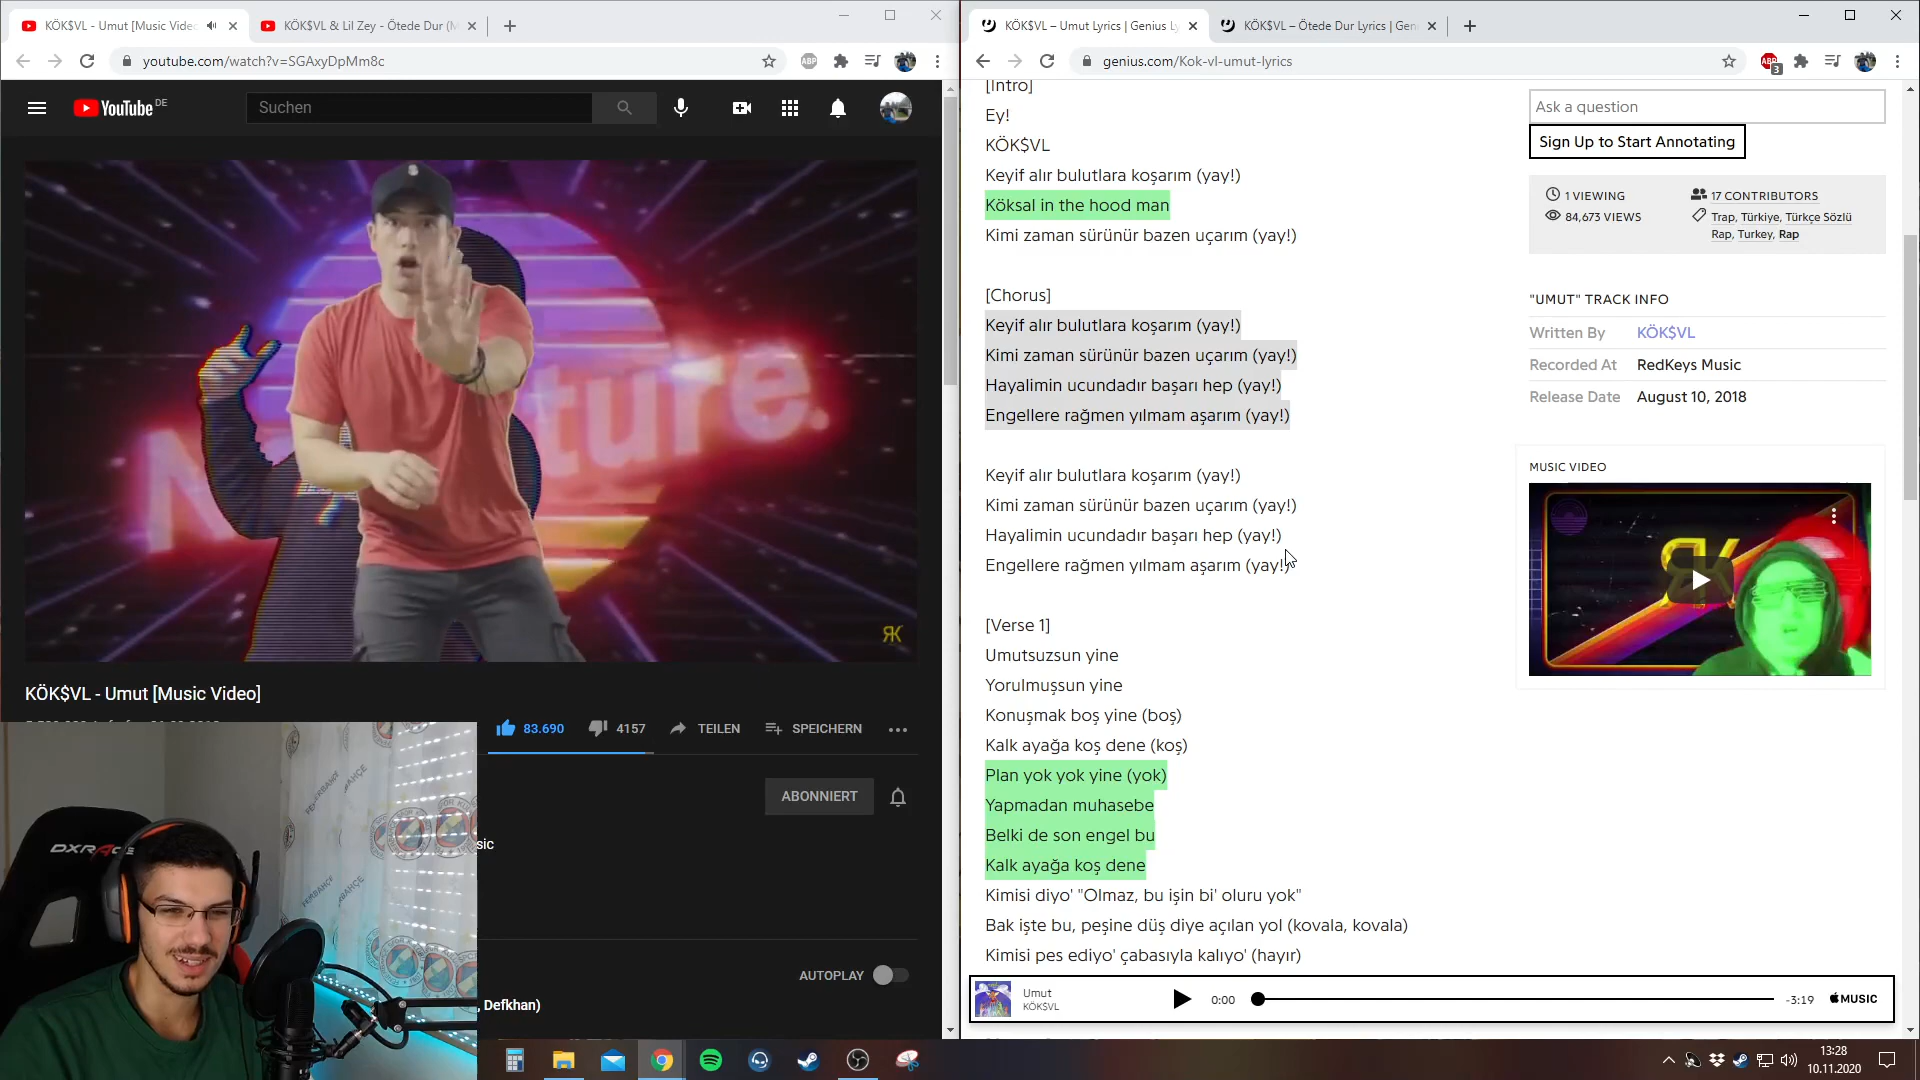 KÖK$VL - Umut [Music Video]
KÖK$VL & Lil Zey - Ötede Dur (M
youtube.com/watch?v=SGAxyDpMm8c
YouTube DE
Suchen
ture.
RK
KÖK$VL - Umut [Music Video]
83.690
4157
TEILEN
SPEICHERN
ABONNIERT
sic
AUTOPLAY
, Defkhan)
DXRACER
FENERBAHÇE
KÖK$VL – Umut Lyrics | Genius Ly
KÖK$VL – Ötede Dur Lyrics | Gen
genius.com/Kok-vl-umut-lyrics
ABP
3
[Intro]
Ey!
KÖK$VL
Keyif alır bulutlara koşarım (yay!)
Köksal in the hood man
Kimi zaman sürünür bazen uçarım (yay!)
[Chorus]
Keyif alır bulutlara koşarım (yay!)
Kimi zaman sürünür bazen uçarım (yay!)
Hayalimin ucundadır başarı hep (yay!)
Engellere rağmen yılmam aşarım (yay!)
Keyif alır bulutlara koşarım (yay!)
Kimi zaman sürünür bazen uçarım (yay!)
Hayalimin ucundadır başarı hep (yay!)
Engellere rağmen yılmam aşarım (yay!)
[Verse 1]
Umutsuzsun yine
Yorulmuşsun yine
Konuşmak boş yine (boş)
Kalk ayağa koş dene (koş)
Plan yok yok yine (yok)
Yapmadan muhasebe
Belki de son engel bu
Kalk ayağa koş dene
Kimisi diyo' "Olmaz, bu işin bi' oluru yok"
Bak işte bu, peşine düş diye açılan yol (kovala, kovala)
Kimisi pes ediyo' çabasıyla kalıyo' (hayır)
Ask a question
Sign Up to Start Annotating
1 VIEWING
84,673 VIEWS
17 CONTRIBUTORS
Trap, Türkiye, Türkçe Sözlü
Rap, Turkey, Rap
"UMUT" TRACK INFO
Written By KÖK$VL
Recorded At RedKeys Music
Release Date August 10, 2018
MUSIC VIDEO
RK
Umut
KÖK$VL
0:00
-3:19
MUSIC
13:28
10.11.2020